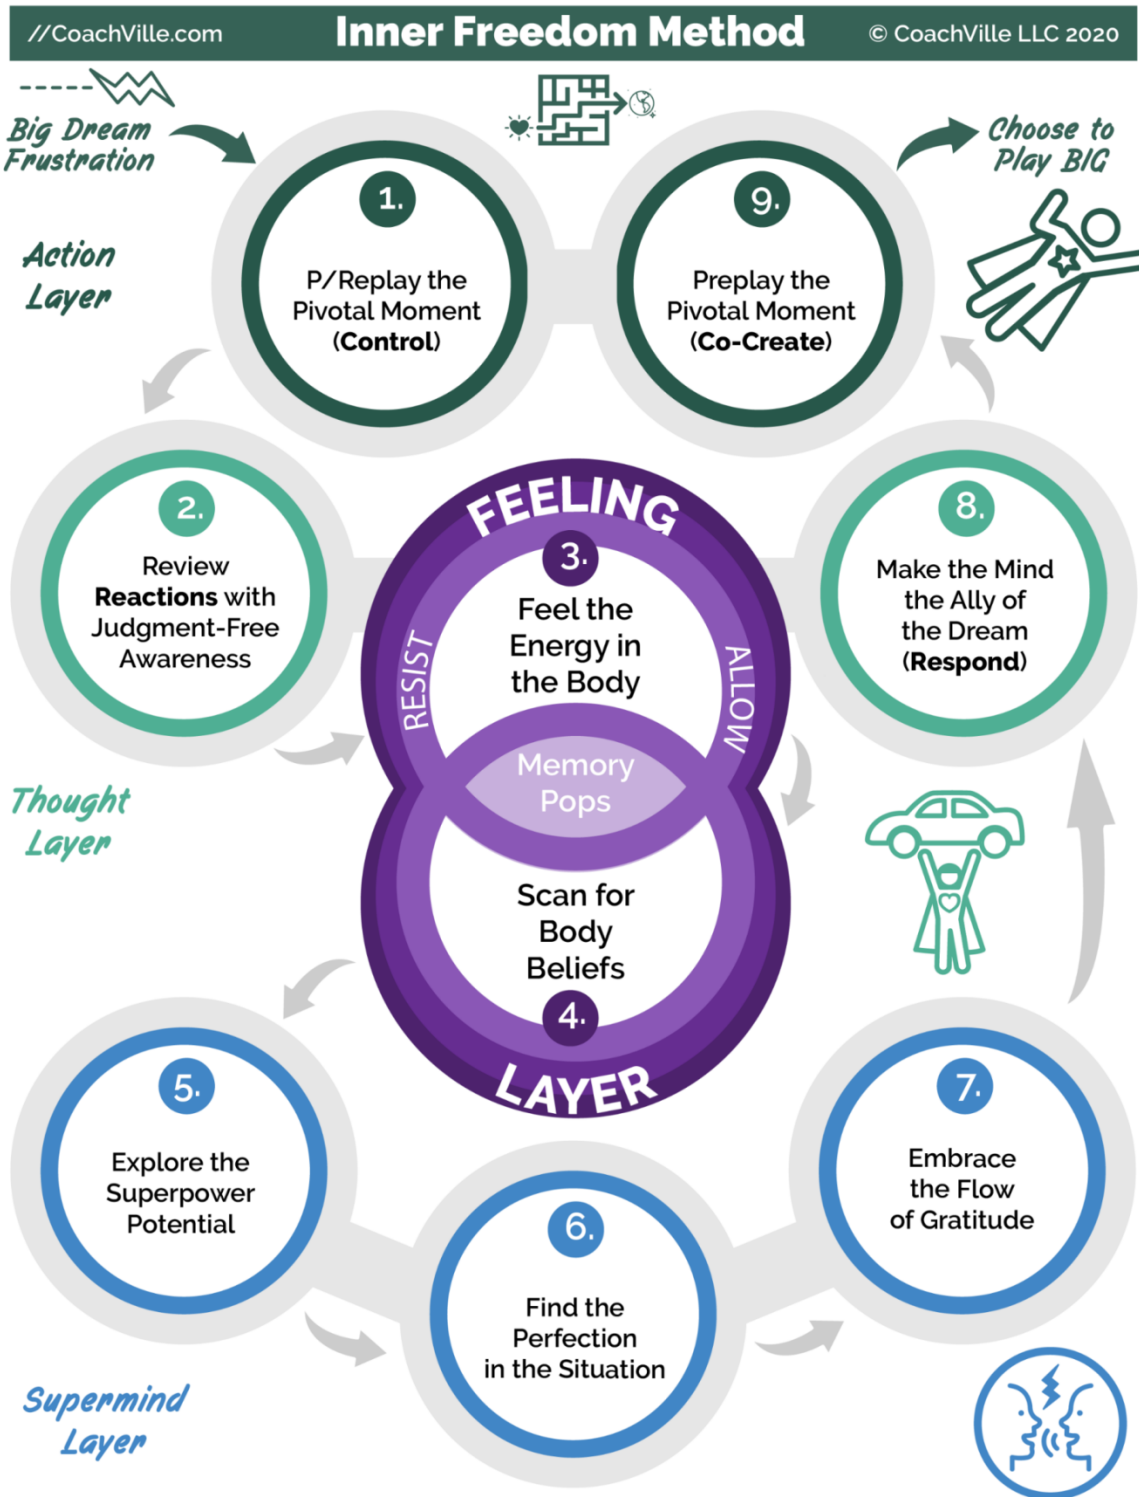 //CoachVille.com
Inner Freedom Method
© CoachVille LLC 2020
Big Dream
Frustration
Choose to
Play BIG
Action
Layer
1.
P/Replay the
Pivotal Moment
(Control)
9.
Preplay the
Pivotal Moment
(Co-Create)
2.
Review
Reactions with
Judgment-Free
Awareness
FEELING
3.
Feel the
Energy in
the Body
RESIST
ALLOW
8.
Make the Mind
the Ally of
the Dream
(Respond)
Memory
Pops
Thought
Layer
Scan for
Body
Beliefs
4.
LAYER
5.
Explore the
Superpower
Potential
6.
Find the
Perfection
in the Situation
7.
Embrace
the Flow
of Gratitude
Supermind
Layer